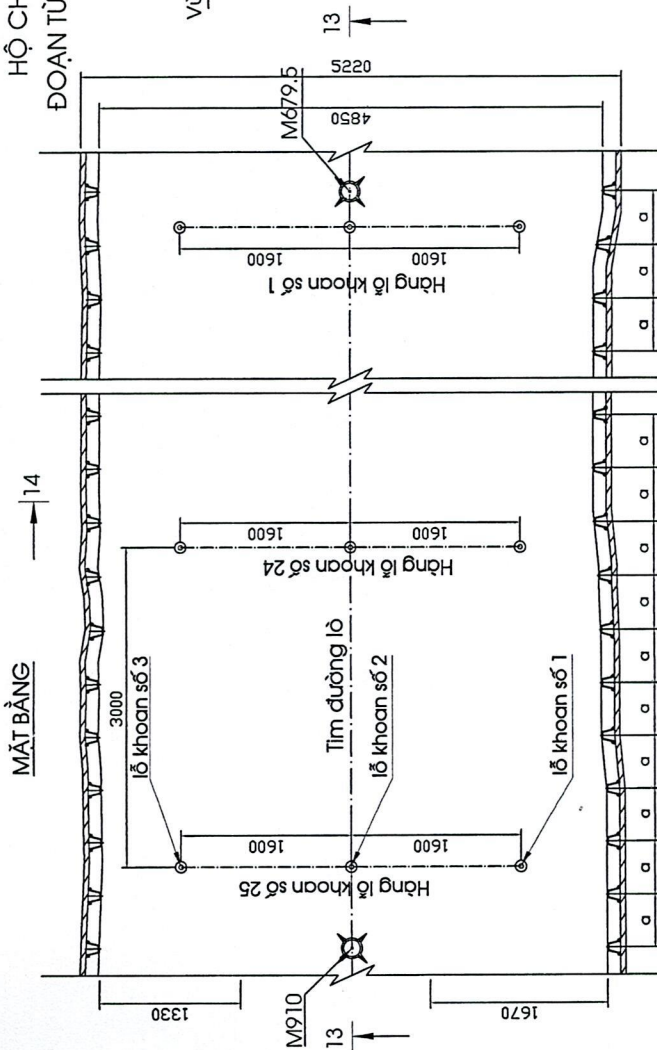 HỘ CH
ĐOẠN TỪ
MẶT BẰNG
14
13
5220
4850
M679.5
1600
1600
Hàng lỗ khoan số 1
1600
1600
Hàng lỗ khoan số 24
3000
lỗ khoan số 3
Tim đường lò
lỗ khoan số 2
lỗ khoan số 1
1600
1600
Hàng lỗ khoan số 25
M910
13
1330
1670
a
a
a
a
a
a
a
a
a
a
a
a
a